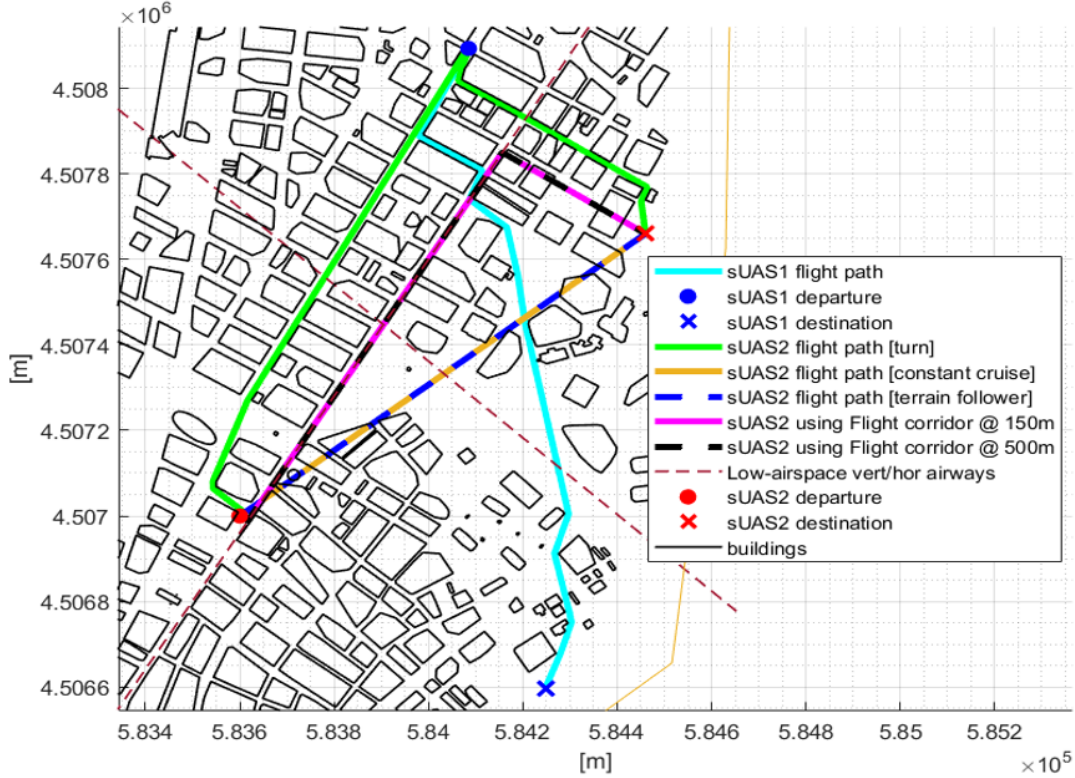 ×10⁶
4.508
4.5078
4.5076
4.5074
4.5072
4.507
4.5068
4.5066
[m]
sUAS1 flight path
sUAS1 departure
sUAS1 destination
sUAS2 flight path [turn]
sUAS2 flight path [constant cruise]
sUAS2 flight path [terrain follower]
sUAS2 using Flight corridor @ 150m
sUAS2 using Flight corridor @ 500m
Low-airspace vert/hor airways
sUAS2 departure
sUAS2 destination
buildings
5.834 5.836 5.838 5.84 5.842 5.844 5.846 5.848 5.85 5.852
[m]
×10⁵